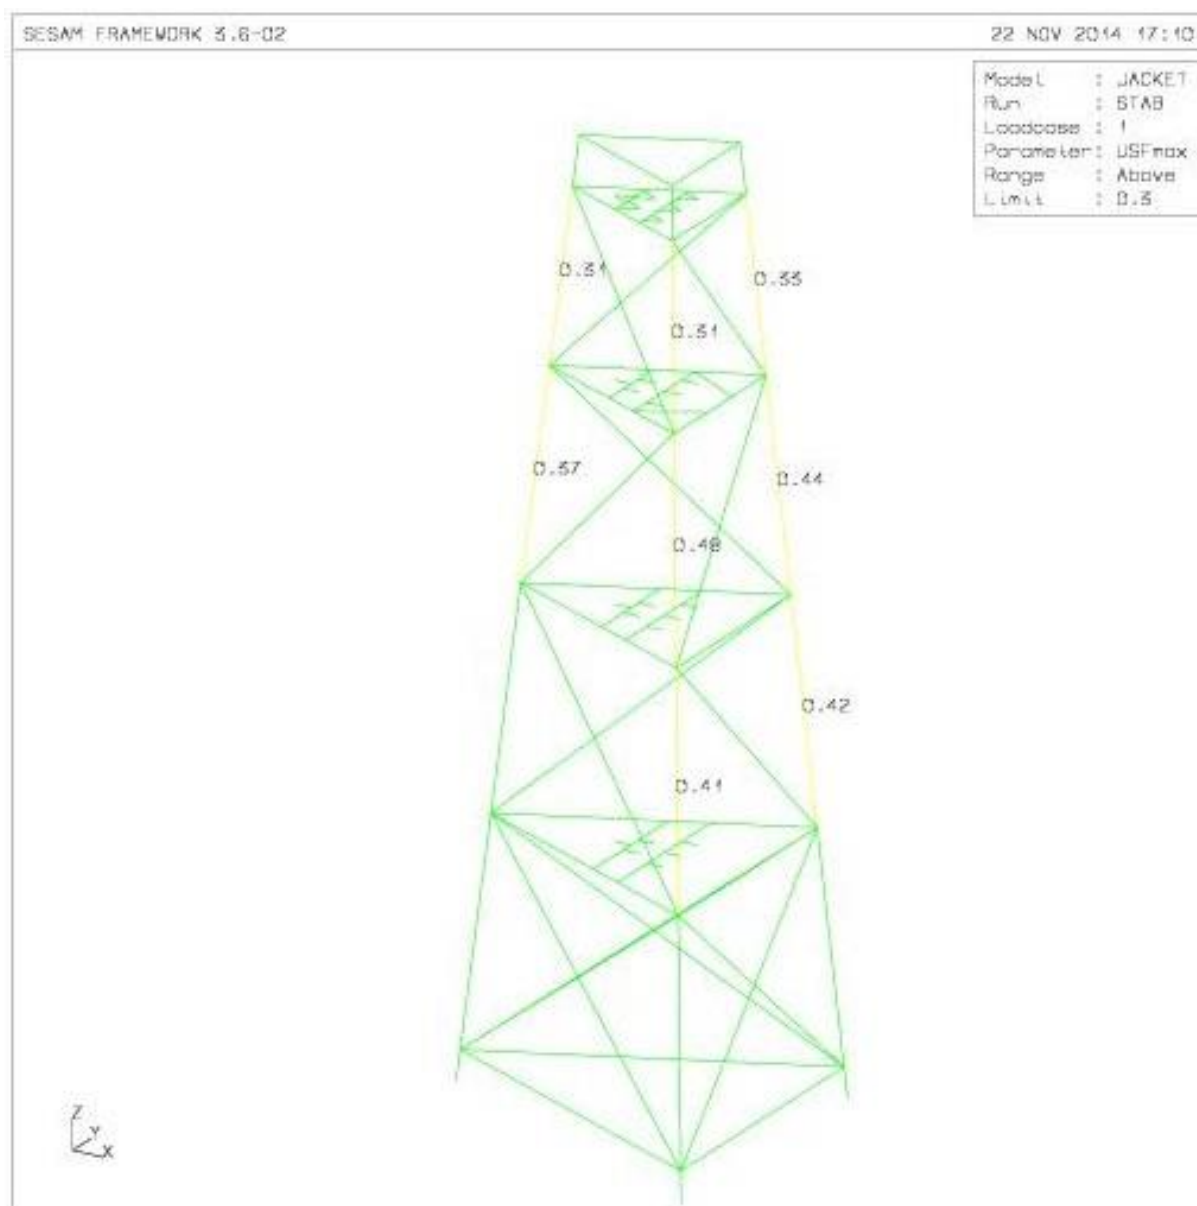 SESAM FRAMEWORK 3.6-02
22 NOV 2014 17:10
Model : JACKET
Run : STAB
Loadcase : 1
Parameter: USFmax
Range : Above
Limit : 0.3
0.31
0.33
0.31
0.37
0.44
0.48
0.42
0.41
Z
Y
X